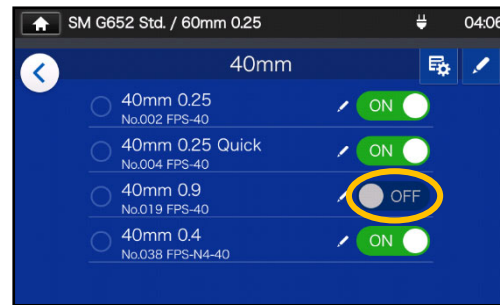 SM G652 Std. / 60mm 0.25 04:06
40mm
40mm 0.25
No.002 FPS-40
ON
40mm 0.25 Quick
No.004 FPS-40
ON
40mm 0.9
No.019 FPS-40
OFF
40mm 0.4
No.038 FPS-N4-40
ON